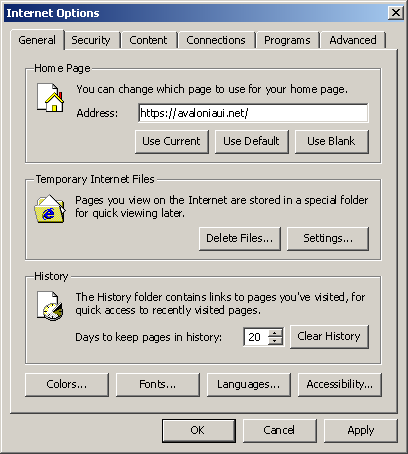 Internet Options
General Security Content Connections Programs Advanced
Home Page
You can change which page to use for your home page.
Address: https://avaloniaui.net/
Use Current Use Default Use Blank
Temporary Internet Files
Pages you view on the Internet are stored in a special folder
for quick viewing later.
Delete Files... Settings...
History
The History folder contains links to pages you've visited, for
quick access to recently visited pages.
Days to keep pages in history: 20 Clear History
Colors... Fonts... Languages... Accessibility...
OK Cancel Apply